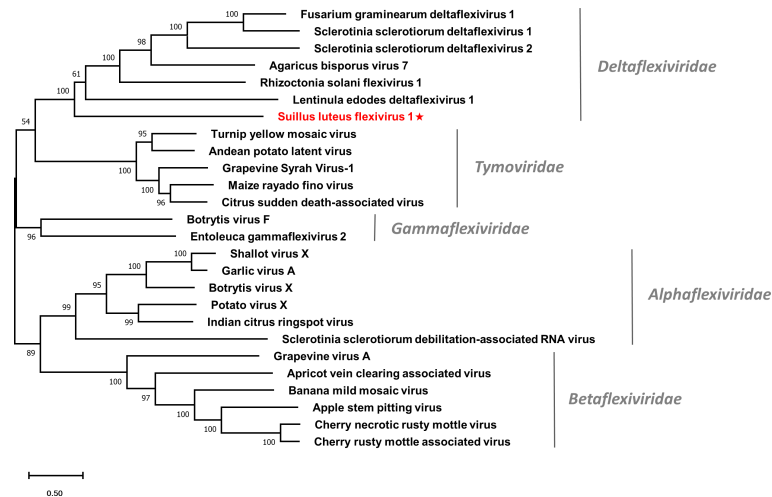 100
Fusarium graminearum deltaflexivirus 1
100
Sclerotinia sclerotiorum deltaflexivirus 1
98
Sclerotinia sclerotiorum deltaflexivirus 2
100
Agaricus bisporus virus 7
Deltaflexiviridae
61
Rhizoctonia solani flexivirus 1
100
Lentinula edodes deltaflexivirus 1
Suillus luteus flexivirus 1★
54
95
Turnip yellow mosaic virus
Andean potato latent virus
100
Grapevine Syrah Virus-1
Tymoviridae
100
Maize rayado fino virus
96
Citrus sudden death-associated virus
Botrytis virus F
Gammaflexiviridae
96
Entoleuca gammaflexivirus 2
100
Shallot virus X
100
Garlic virus A
95
Botrytis virus X
Alphaflexiviridae
99
Potato virus X
99
Indian citrus ringspot virus
Sclerotinia sclerotiorum debilitation-associated RNA virus
89
Grapevine virus A
100
Apricot vein clearing associated virus
97
Banana mild mosaic virus
Betaflexiviridae
100
Apple stem pitting virus
100
Cherry necrotic rusty mottle virus
100
Cherry rusty mottle associated virus
0.50